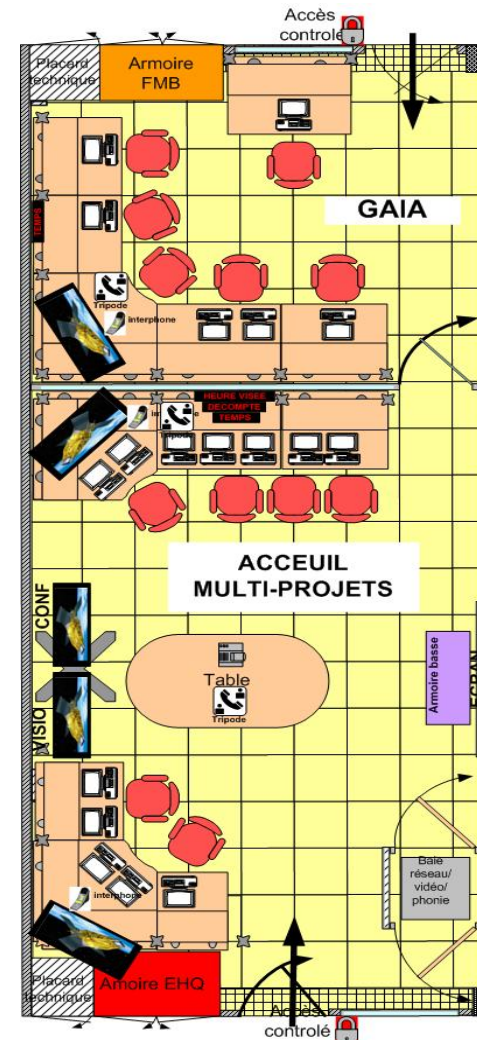 Accès
controlé
Placard
technique
Armoire
FMB
GAIA
TEMPS
Tripode
interphone
HEURE VISEE
DECOMPTE
TEMPS
Tripode
ACCEUIL
MULTI-PROJETS
VISIO CONF
Table
Tripode
Armoire basse
ECRAN
Baie
réseau/
vidéo/
phonie
interphone
Placard
technique
Amoire EHQ
Accès
controlé